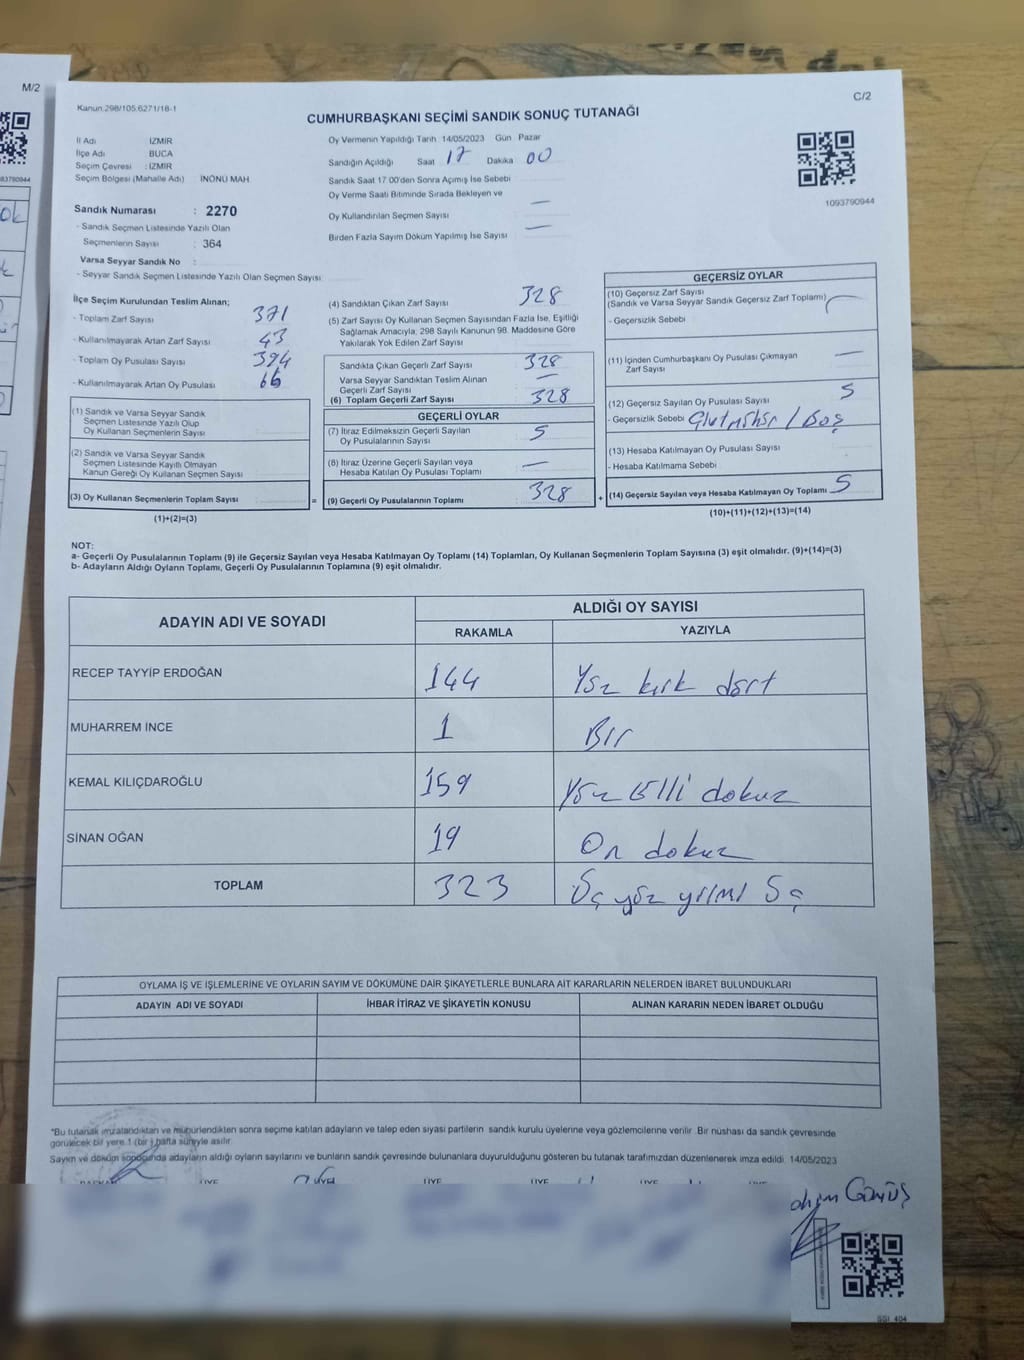 M/2
C/2
Kanun:298/105,6271/18-1
CUMHURBAŞKANI SEÇİMİ SANDIK SONUÇ TUTANAĞI
İl Adı İZMİR
İlçe Adı BUCA
Seçim Çevresi : İZMİR
Seçim Bölgesi (Mahalle Adı) İNÖNÜ MAH.
Sandık Numarası : 2270
- Sandık Seçmen Listesinde Yazılı Olan
Seçmenlerin Sayısı : 364
Varsa Seyyar Sandık No :
- Seyyar Sandık Seçmen Listesinde Yazılı Olan Seçmen Sayısı:
Oy Vermenin Yapıldığı Tarih 14/05/2023 Gün Pazar
Sandığın Açıldığı Saat 17 Dakika 00
Sandık Saat 17:00'den Sonra Açımış İse Sebebi
Oy Verme Saati Bitiminde Sırada Bekleyen ve
Oy Kullandırılan Seçmen Sayısı —
Birden Fazla Sayım Döküm Yapılmış İse Sayısı —
1093790944
İlçe Seçim Kurulundan Teslim Alınan;
- Toplam Zarf Sayısı 371
- Kullanılmayarak Artan Zarf Sayısı 43
- Toplam Oy Pusulası Sayısı 394
- Kullanılmayarak Artan Oy Pusulası 66
(1) Sandık ve Varsa Seyyar Sandık
Seçmen Listesinde Yazılı Olup
Oy Kullanan Seçmenlerin Sayısı
(2) Sandık ve Varsa Seyyar Sandık
Seçmen Listesinde Kayıtlı Olmayan
Kanun Gereği Oy Kullanan Seçmen Sayısı
(3) Oy Kullanan Seçmenlerin Toplam Sayısı =
(1)+(2)=(3)
(4) Sandıktan Çıkan Zarf Sayısı 328
(5) Zarf Sayısı Oy Kullanan Seçmen Sayısından Fazla İse, Eşitliği
Sağlamak Amacıyla; 298 Sayılı Kanunun 98. Maddesine Göre
Yakılarak Yok Edilen Zarf Sayısı
Sandıkta Çıkan Geçerli Zarf Sayısı 328
Varsa Seyyar Sandıktan Teslim Alınan
Geçerli Zarf Sayısı —
(6) Toplam Geçerli Zarf Sayısı 328
GEÇERLİ OYLAR
(7) İtiraz Edilmeksizin Geçerli Sayılan
Oy Pusulalarının Sayısı 5
(8) İtiraz Üzerine Geçerli Sayılan veya
Hesaba Katılan Oy Pusulası Toplamı —
(9) Geçerli Oy Pusulalarının Toplamı 328 +
GEÇERSİZ OYLAR
(10) Geçersiz Zarf Sayısı
(Sandık ve Varsa Seyyar Sandık Geçersiz Zarf Toplamı)
- Geçersizlik Sebebi
(11) İçinden Cumhurbaşkanı Oy Pusulası Çıkmayan
Zarf Sayısı —
(12) Geçersiz Sayılan Oy Pusulası Sayısı 5
- Geçersizlik Sebebi / Boş
(13) Hesaba Katılmayan Oy Pusulası Sayısı
- Hesaba Katılmama Sebebi
(14) Geçersiz Sayılan veya Hesaba Katılmayan Oy Toplamı 5
(10)+(11)+(12)+(13)=(14)
NOT:
a- Geçerli Oy Pusulalarının Toplamı (9) ile Geçersiz Sayılan veya Hesaba Katılmayan Oy Toplamı (14) Toplamları, Oy Kullanan Seçmenlerin Toplam Sayısına (3) eşit olmalıdır. (9)+(14)=(3)
b- Adayların Aldığı Oyların Toplamı, Geçerli Oy Pusulalarının Toplamına (9) eşit olmalıdır.
ADAYIN ADI VE SOYADI ALDIĞI OY SAYISI
RAKAMLA YAZIYLA
RECEP TAYYİP ERDOĞAN 144 Yüz kırk dört
MUHARREM İNCE 1 Bir
KEMAL KILIÇDAROĞLU 159 Yüz elli dokuz
SİNAN OĞAN 19 On dokuz
TOPLAM 323 Üç yüz yirmi üç
OYLAMA İŞ VE İŞLEMLERİNE VE OYLARIN SAYIM VE DÖKÜMÜNE DAİR ŞİKAYETLERLE BUNLARA AİT KARARLARIN NELERDEN İBARET BULUNDUKLARI
ADAYIN ADI VE SOYADI İHBAR İTİRAZ VE ŞİKAYETİN KONUSU ALINAN KARARIN NEDEN İBARET OLDUĞU
*Bu tutanak imzalandıktan ve mühürlendikten sonra seçime katılan adayların ve talep eden siyasi partilerin sandık kurulu üyelerine veya gözlemcilerine verilir. Bir nüshası da sandık çevresinde
görülecek bir yere 1 (bir) hafta süreyle asılır.
Sayım ve döküm sonucunda adayların aldığı oyların sayılarını ve bunların sandık çevresinde bulunanlara duyurulduğunu gösteren bu tutanak tarafımızdan düzenlenerek imza edildi. 14/05/2023
BAŞKAN ÜYE ÜYE ÜYE ÜYE ÜYE
GÜMÜŞ